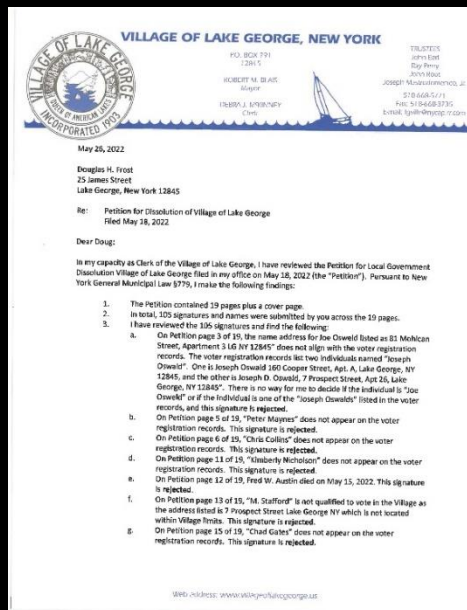 VILLAGE OF LAKE GEORGE, NEW YORK
VILLAGE OF LAKE GEORGE
QUEEN OF AMERICAN LAKES
INCORPORATED 1903
P.O. BOX 791
12845
ROBERT M. BLAIS
Mayor
DEBRA J. MCKINNEY
Clerk
TRUSTEES
John Earl
Ray Perry
John Root
Joseph Mastrodomenico, Jr.
518-668-5771
Fax: 518-668-3735
May 26, 2022
Douglas H. Frost
25 James Street
Lake George, New York 12845
Re: Petition for Dissolution of Village of Lake George
Filed May 18, 2022
Dear Doug:
In my capacity as Clerk of the Village of Lake George, I have reviewed the Petition for Local Government
Dissolution Village of Lake George filed in my office on May 18, 2022 (the "Petition"). Pursuant to New
York General Municipal Law §779, I make the following findings:
1. The Petition contained 19 pages plus a cover page.
2. In total, 105 signatures and names were submitted by you across the 19 pages.
3. I have reviewed the 105 signatures and find the following:
a. On Petition page 3 of 19, the name address for Joe Osweld listed as 81 Mohican
Street, Apartment 3 LG NY 12845" does not align with the voter registration
records. The voter registration records list two individuals named "Joseph
Oswald". One is Joseph Oswald 160 Cooper Street, Apt. A, Lake George, NY
12845, and the other is Joseph D. Oswald, 7 Prospect Street, Apt 26, Lake
George, NY 12845". There is no way for me to decide if the individual is "Joe
Osweld" or if the individual is one of the "Joseph Oswalds" listed in the voter
records, and this signature is rejected.
b. On Petition page 5 of 19, "Peter Maynes" does not appear on the voter
registration records. This signature is rejected.
c. On Petition page 6 of 19, "Chris Collins" does not appear on the voter
registration records. This signature is rejected.
d. On Petition page 11 of 19, "Kimberly Nicholson" does not appear on the voter
registration records. This signature is rejected.
e. On Petition page 12 of 19, Fred W. Austin died on May 15, 2022. This signature
is rejected.
f. On Petition page 13 of 19, "M. Stafford" is not qualified to vote in the Village as
the address listed is 7 Prospect Street Lake George NY which is not located
within Village limits. This signature is rejected.
g. On Petition page 15 of 19, "Chad Gates" does not appear on the voter
registration records. This signature is rejected.
Web address: www.villageoflakegeorge.us